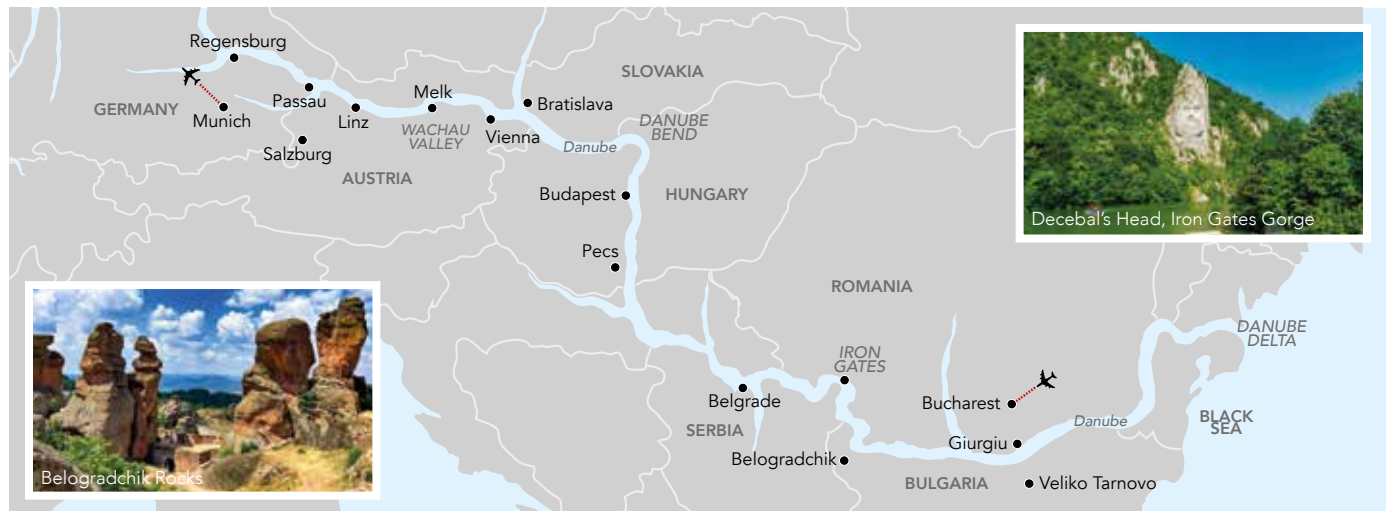 Regensburg
SLOVAKIA
Melk
GERMANY
Passau
Bratislava
Munich
Linz
WACHAU
VALLEY
Vienna
DANUBE
BEND
Salzburg
Danube
AUSTRIA
Budapest
HUNGARY
Decebal's Head, Iron Gates Gorge
Pecs
ROMANIA
DANUBE
DELTA
IRON
GATES
Belgrade
Bucharest
Danube
BLACK
SEA
SERBIA
Giurgiu
Belogradchik
BULGARIA
Veliko Tarnovo
Belogradchik Rocks